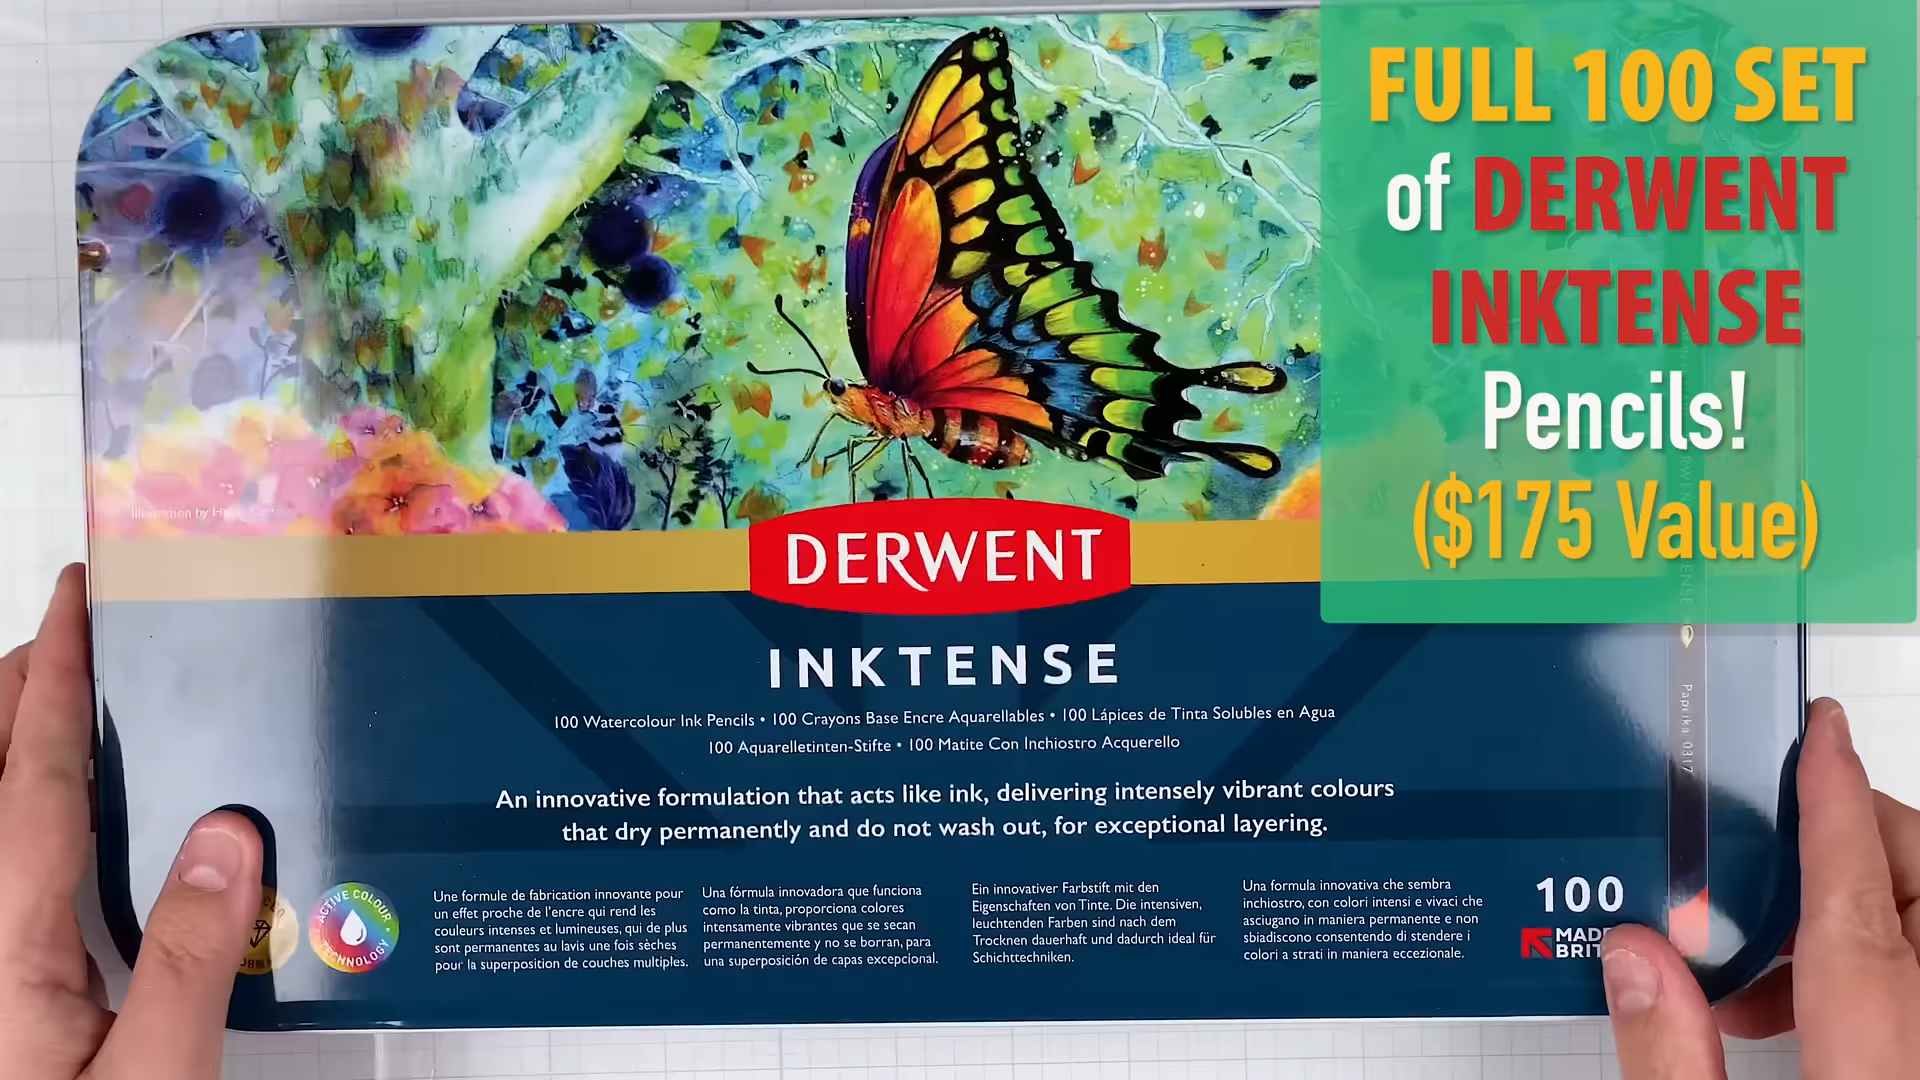 FULL 100 SET
of DERWENT
INKTENSE
Pencils!
($175 Value)
Illustration by
DERWENT
INKTENSE
100 Watercolour Ink Pencils • 100 Crayons Base Encre Aquarellables • 100 Lápices de Tinta Solubles en Agua
100 Aquarelletinten-Stifte • 100 Matite Con Inchiostro Acquerello
An innovative formulation that acts like ink, delivering intensely vibrant colours
that dry permanently and do not wash out, for exceptional layering.
ACTIVE COLOUR
TECHNOLOGY
Une formule de fabrication innovante pour
un effet proche de l'encre qui rend les
couleurs intenses et lumineuses, qui de plus
sont permanentes au lavis une fois sèches
pour la superposition de couches multiples.
Una fórmula innovadora que funciona
como la tinta, proporciona colores
intensamente vibrantes que se secan
permanentemente y no se borran, para
una superposición de capas excepcional.
Ein innovativer Farbstift mit den
Eigenschaften von Tinte. Die intensiven,
leuchtenden Farben sind nach dem
Trocknen dauerhaft und dadurch ideal für
Schichttechniken.
Una formula innovativa che sembra
inchiostro, con colori intensi e vivaci che
asciugano in maniera permanente e non
sbiadiscono consentendo di stendere i
colori a strati in maniera eccezionale.
100
MADE
BRIT
Paprika 0317